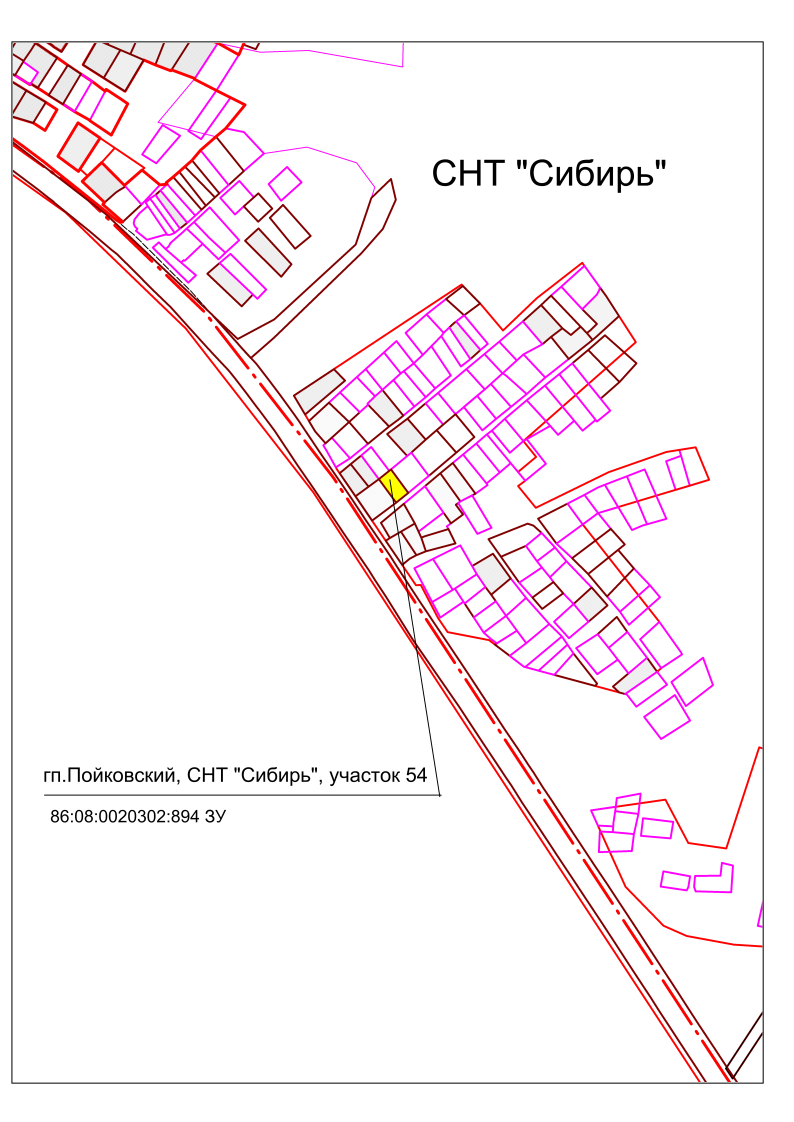 СНТ "Сибирь"
гп.Пойковский, СНТ "Сибирь", участок 54
86:08:0020302:894 ЗУ